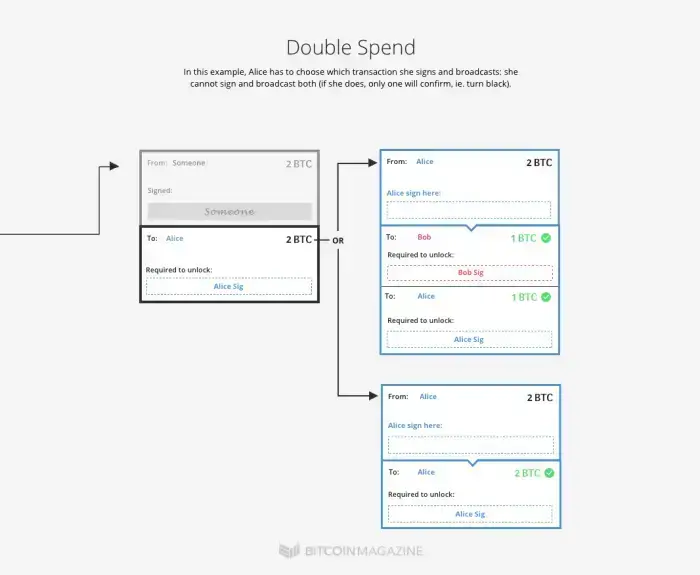 Double Spend
In this example, Alice has to choose which transaction she signs and broadcasts: she
cannot sign and broadcast both (if she does, only one will confirm, ie. turn black).
From: Someone 2 BTC
Signed:
Someone
To: Alice 2 BTC
Required to unlock:
Alice Sig
OR
From: Alice 2 BTC
Alice sign here:
To: Bob 1 BTC
Required to unlock:
Bob Sig
To: Alice 1 BTC
Required to unlock:
Alice Sig
From: Alice 2 BTC
Alice sign here:
To: Alice 2 BTC
Required to unlock:
Alice Sig
BITCOINMAGAZINE